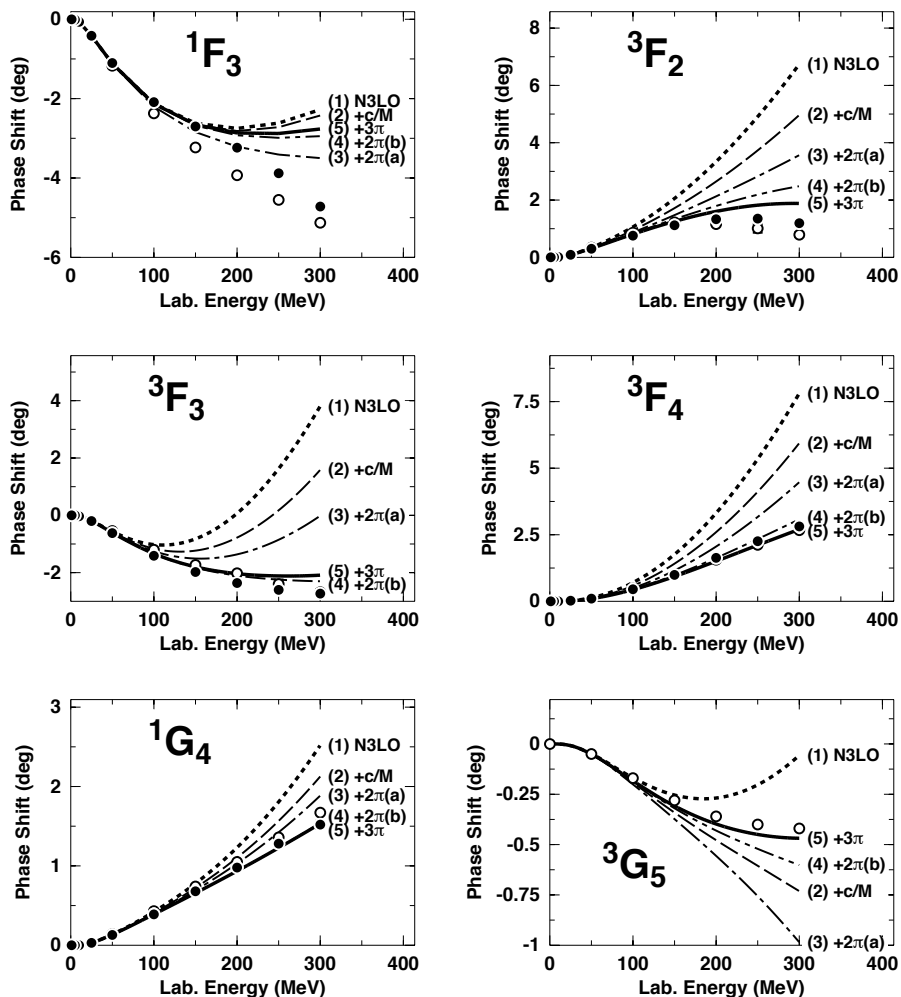 ¹F₃
Phase Shift (deg)
0
-2
-4
-6
(1) N3LO
(2) +c/M
(5) +3π
(4) +2π(b)
(3) +2π(a)
0 100 200 300 400
Lab. Energy (MeV)
³F₂
Phase Shift (deg)
8
6
4
2
0
(1) N3LO
(2) +c/M
(3) +2π(a)
(4) +2π(b)
(5) +3π
0 100 200 300 400
Lab. Energy (MeV)
³F₃
Phase Shift (deg)
4
2
0
-2
(1) N3LO
(2) +c/M
(3) +2π(a)
(5) +3π
(4) +2π(b)
0 100 200 300 400
Lab. Energy (MeV)
³F₄
Phase Shift (deg)
7.5
5
2.5
0
(1) N3LO
(2) +c/M
(3) +2π(a)
(4) +2π(b)
(5) +3π
0 100 200 300 400
Lab. Energy (MeV)
¹G₄
Phase Shift (deg)
3
2
1
0
(1) N3LO
(2) +c/M
(3) +2π(a)
(4) +2π(b)
(5) +3π
0 100 200 300 400
Lab. Energy (MeV)
³G₅
Phase Shift (deg)
0
-0.25
-0.5
-0.75
-1
(1) N3LO
(5) +3π
(4) +2π(b)
(2) +c/M
(3) +2π(a)
0 100 200 300 400
Lab. Energy (MeV)